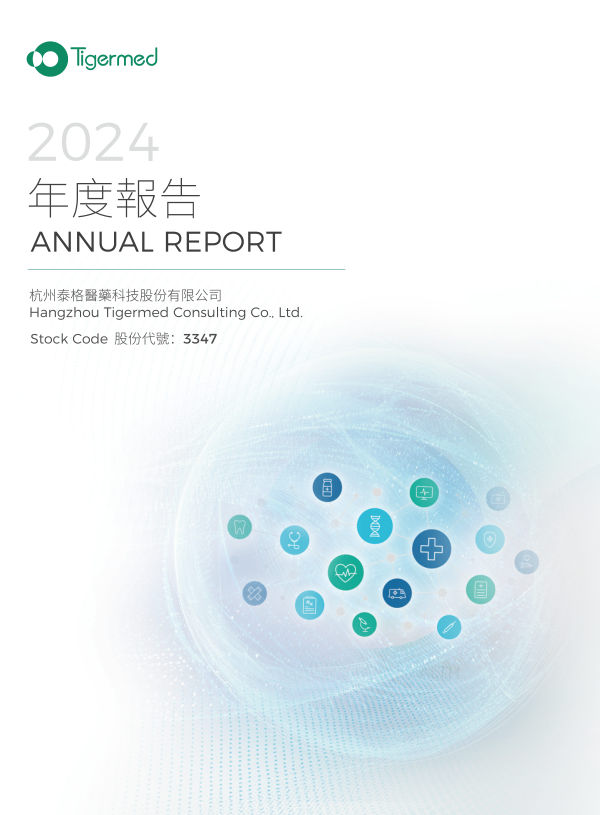 Tigermed
2024
年度報告
ANNUAL REPORT
杭州泰格醫藥科技股份有限公司
Hangzhou Tigermed Consulting Co., Ltd.
Stock Code 股份代號：3347